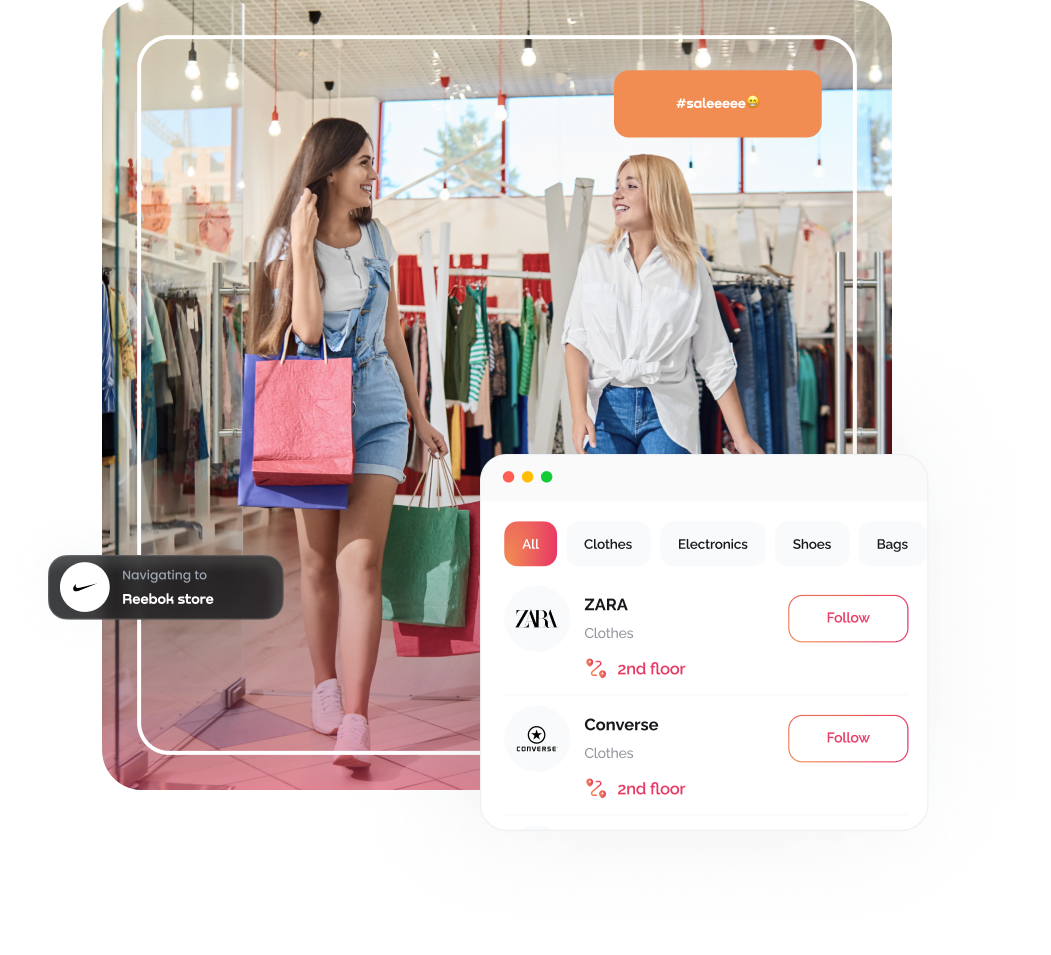 #saleeeee😁
Navigating to
Reebok store
All
Clothes
Electronics
Shoes
Bags
ZARA
ZARA
Clothes
2nd floor
Follow
CONVERSE
Converse
Clothes
2nd floor
Follow